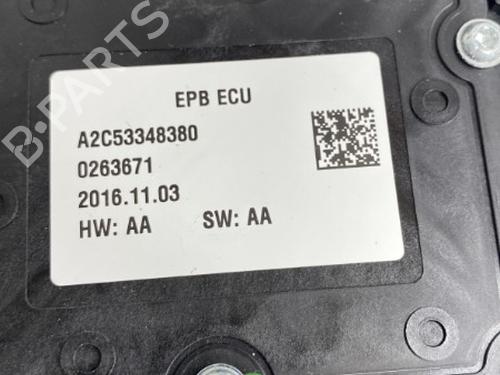 EPB ECU
A2C53348380
0263671
2016.11.03
HW: AA SW: AA
B-PARTS